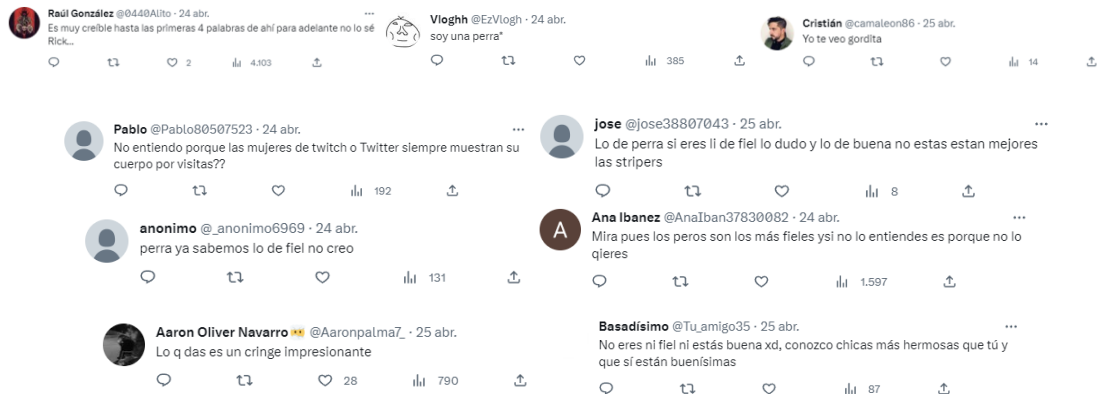 Raúl González @0440Alito · 24 abr.
Es muy creíble hasta las primeras 4 palabras de ahí para adelante no lo sé
Rick...
2 4.103
Vloghh @EzVlogh · 24 abr.
soy una perra*
385
Cristián @camaleon86 · 25 abr.
Yo te veo gordita
14
Pablo @Pablo80507523 · 24 abr.
No entiendo porque las mujeres de twitch o Twitter siempre muestran su
cuerpo por visitas??
192
jose @jose38807043 · 25 abr.
Lo de perra si eres li de fiel lo dudo y lo de buena no estas estan mejores
las stripers
8
anonimo @_anonimo6969 · 24 abr.
perra ya sabemos lo de fiel no creo
131
A
Ana Ibanez @AnaIban37830082 · 24 abr.
Mira pues los peros son los más fieles ysi no lo entiendes es porque no lo
qieres
1.597
Aaron Oliver Navarro @Aaronpalma7_ · 25 abr.
Lo q das es un cringe impresionante
28 790
Basadísimo @Tu_amigo35 · 25 abr.
No eres ni fiel ni estás buena xd, conozco chicas más hermosas que tú y
que sí están buenísimas
87